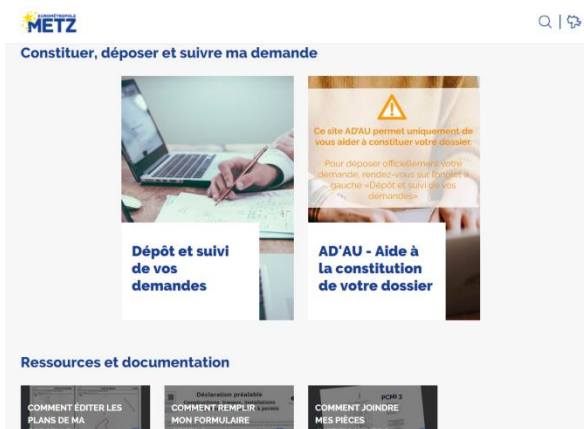 EUROMÉTROPOLE
METZ
Constituer, déposer et suivre ma demande
Ce site AD'AU permet uniquement de
vous aider à constituer votre dossier.
Pour déposer officiellement votre
demande, rendez-vous sur l'onglet à
gauche «Dépôt et suivi de vos
demandes»
Dépôt et suivi
de vos
demandes
AD'AU - Aide à
la constitution
de votre dossier
Ressources et documentation
COMMENT ÉDITER LES
PLANS DE MA
Déclaration préalable
COMMENT REMPLIR
MON FORMULAIRE
PCMI 3
COMMENT JOINDRE
MES PIÈCES